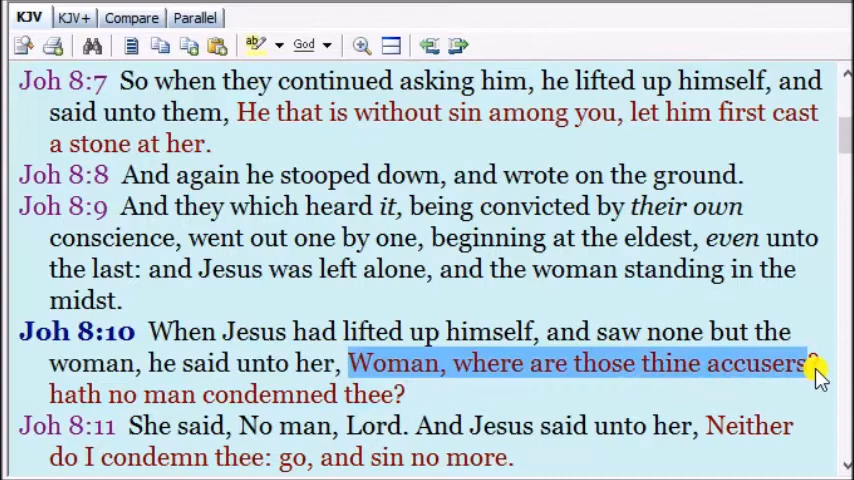 KJV KJV+ Compare Parallel
ab God
Joh 8:7 So when they continued asking him, he lifted up himself, and
said unto them, He that is without sin among you, let him first cast
a stone at her.
Joh 8:8 And again he stooped down, and wrote on the ground.
Joh 8:9 And they which heard it, being convicted by their own
conscience, went out one by one, beginning at the eldest, even unto
the last: and Jesus was left alone, and the woman standing in the
midst.
Joh 8:10 When Jesus had lifted up himself, and saw none but the
woman, he said unto her, Woman, where are those thine accusers?
hath no man condemned thee?
Joh 8:11 She said, No man, Lord. And Jesus said unto her, Neither
do I condemn thee: go, and sin no more.